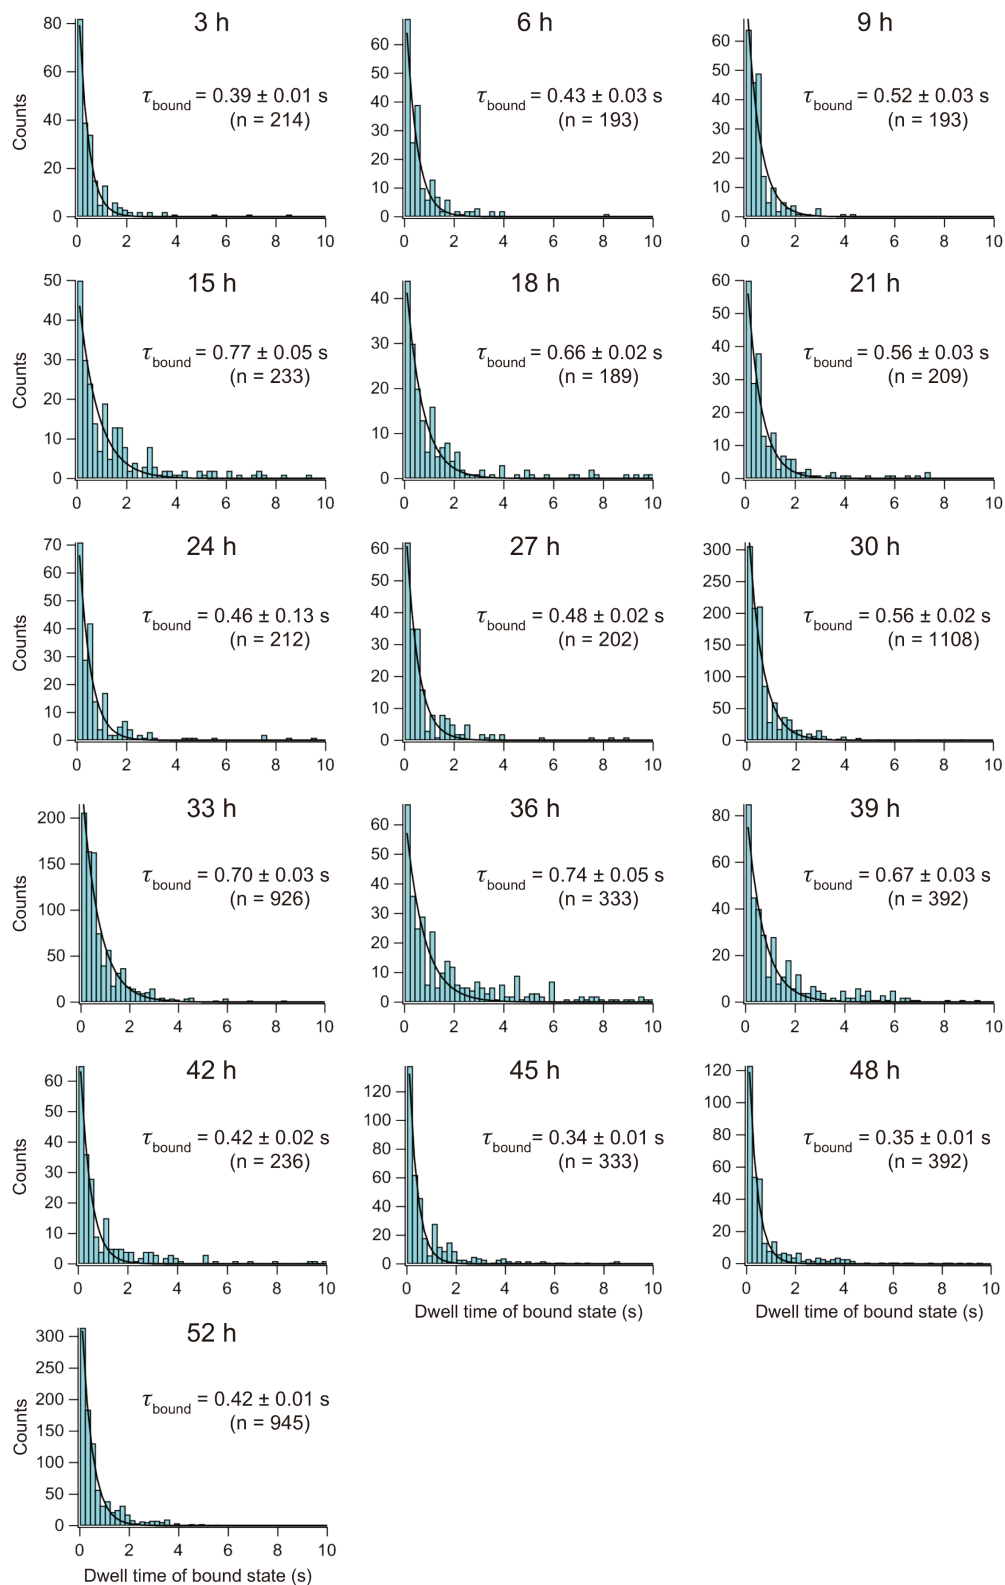 3 h
6 h
9 h
Counts
80
60
40
20
0
τbound = 0.39 ± 0.01 s
(n = 214)
0 2 4 6 8 10
60
50
40
30
20
10
0
τbound = 0.43 ± 0.03 s
(n = 193)
0 2 4 6 8 10
60
50
40
30
20
10
0
τbound = 0.52 ± 0.03 s
(n = 193)
0 2 4 6 8 10
15 h
18 h
21 h
Counts
50
40
30
20
10
0
τbound = 0.77 ± 0.05 s
(n = 233)
0 2 4 6 8 10
40
30
20
10
0
τbound = 0.66 ± 0.02 s
(n = 189)
0 2 4 6 8 10
60
50
40
30
20
10
0
τbound = 0.56 ± 0.03 s
(n = 209)
0 2 4 6 8 10
24 h
27 h
30 h
Counts
70
60
50
40
30
20
10
0
τbound = 0.46 ± 0.13 s
(n = 212)
0 2 4 6 8 10
60
50
40
30
20
10
0
τbound = 0.48 ± 0.02 s
(n = 202)
0 2 4 6 8 10
300
250
200
150
100
50
0
τbound = 0.56 ± 0.02 s
(n = 1108)
0 2 4 6 8 10
33 h
36 h
39 h
Counts
200
150
100
50
0
τbound = 0.70 ± 0.03 s
(n = 926)
0 2 4 6 8 10
60
50
40
30
20
10
0
τbound = 0.74 ± 0.05 s
(n = 333)
0 2 4 6 8 10
80
60
40
20
0
τbound = 0.67 ± 0.03 s
(n = 392)
0 2 4 6 8 10
42 h
45 h
48 h
Counts
60
50
40
30
20
10
0
τbound = 0.42 ± 0.02 s
(n = 236)
0 2 4 6 8 10
120
100
80
60
40
20
0
τbound = 0.34 ± 0.01 s
(n = 333)
0 2 4 6 8 10
Dwell time of bound state (s)
120
100
80
60
40
20
0
τbound = 0.35 ± 0.01 s
(n = 392)
0 2 4 6 8 10
Dwell time of bound state (s)
52 h
Counts
300
250
200
150
100
50
0
τbound = 0.42 ± 0.01 s
(n = 945)
0 2 4 6 8 10
Dwell time of bound state (s)